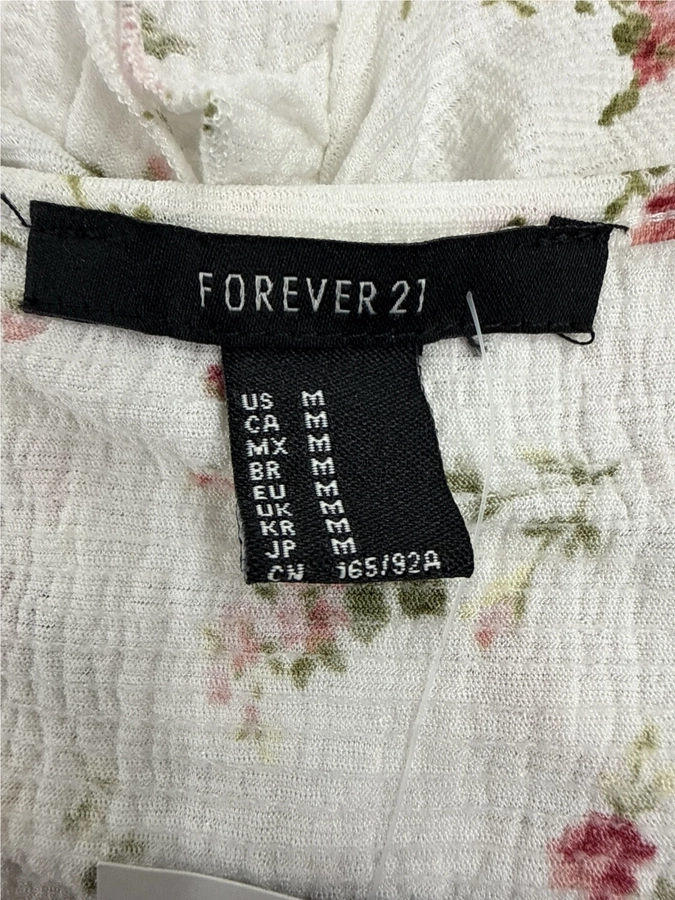 FOREVER 21
US M
CA M
MX M
BR M
EU M
UK M
KR M
JP M
CN 165/92A